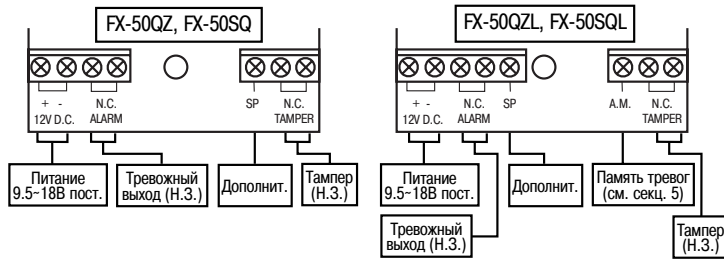 FX-50QZ, FX-50SQ
+ -
12V D.C.
N.C.
ALARM
SP
N.C.
TAMPER
Питание
9.5~18В пост.
Тревожный
выход (Н.З.)
Дополнит.
Тампер
(Н.З.)
FX-50QZL, FX-50SQL
+ -
12V D.C.
N.C.
ALARM
SP
A.M.
N.C.
TAMPER
Питание
9.5~18В пост.
Дополнит.
Память тревог
(см. секц. 5)
Тревожный
выход (Н.З.)
Тампер
(Н.З.)